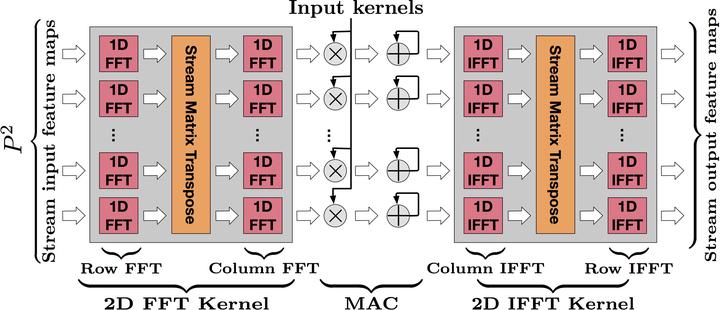 Input kernels
P²
Stream input feature maps
1D
FFT
1D
FFT
...
1D
FFT
1D
FFT
Stream Matrix Transpose
1D
FFT
1D
FFT
...
1D
FFT
1D
FFT
...
1D
IFFT
1D
IFFT
...
1D
IFFT
1D
IFFT
Stream Matrix Transpose
1D
IFFT
1D
IFFT
...
1D
IFFT
1D
IFFT
Stream output feature maps
Row FFT
Column FFT
Column IFFT
Row IFFT
2D FFT Kernel
MAC
2D IFFT Kernel